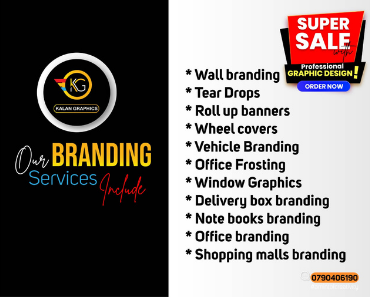 KG
KALAN GRAPHICS
Our BRANDING
Services
Include
SUPER
SALE
Professional
GRAPHIC DESIGN!
ORDER NOW
* Wall branding
* Tear Drops
* Roll up banners
* Wheel covers
* Vehicle Branding
* Office Frosting
* Window Graphics
* Delivery box branding
* Note books branding
* Office branding
* Shopping malls branding
0790406190